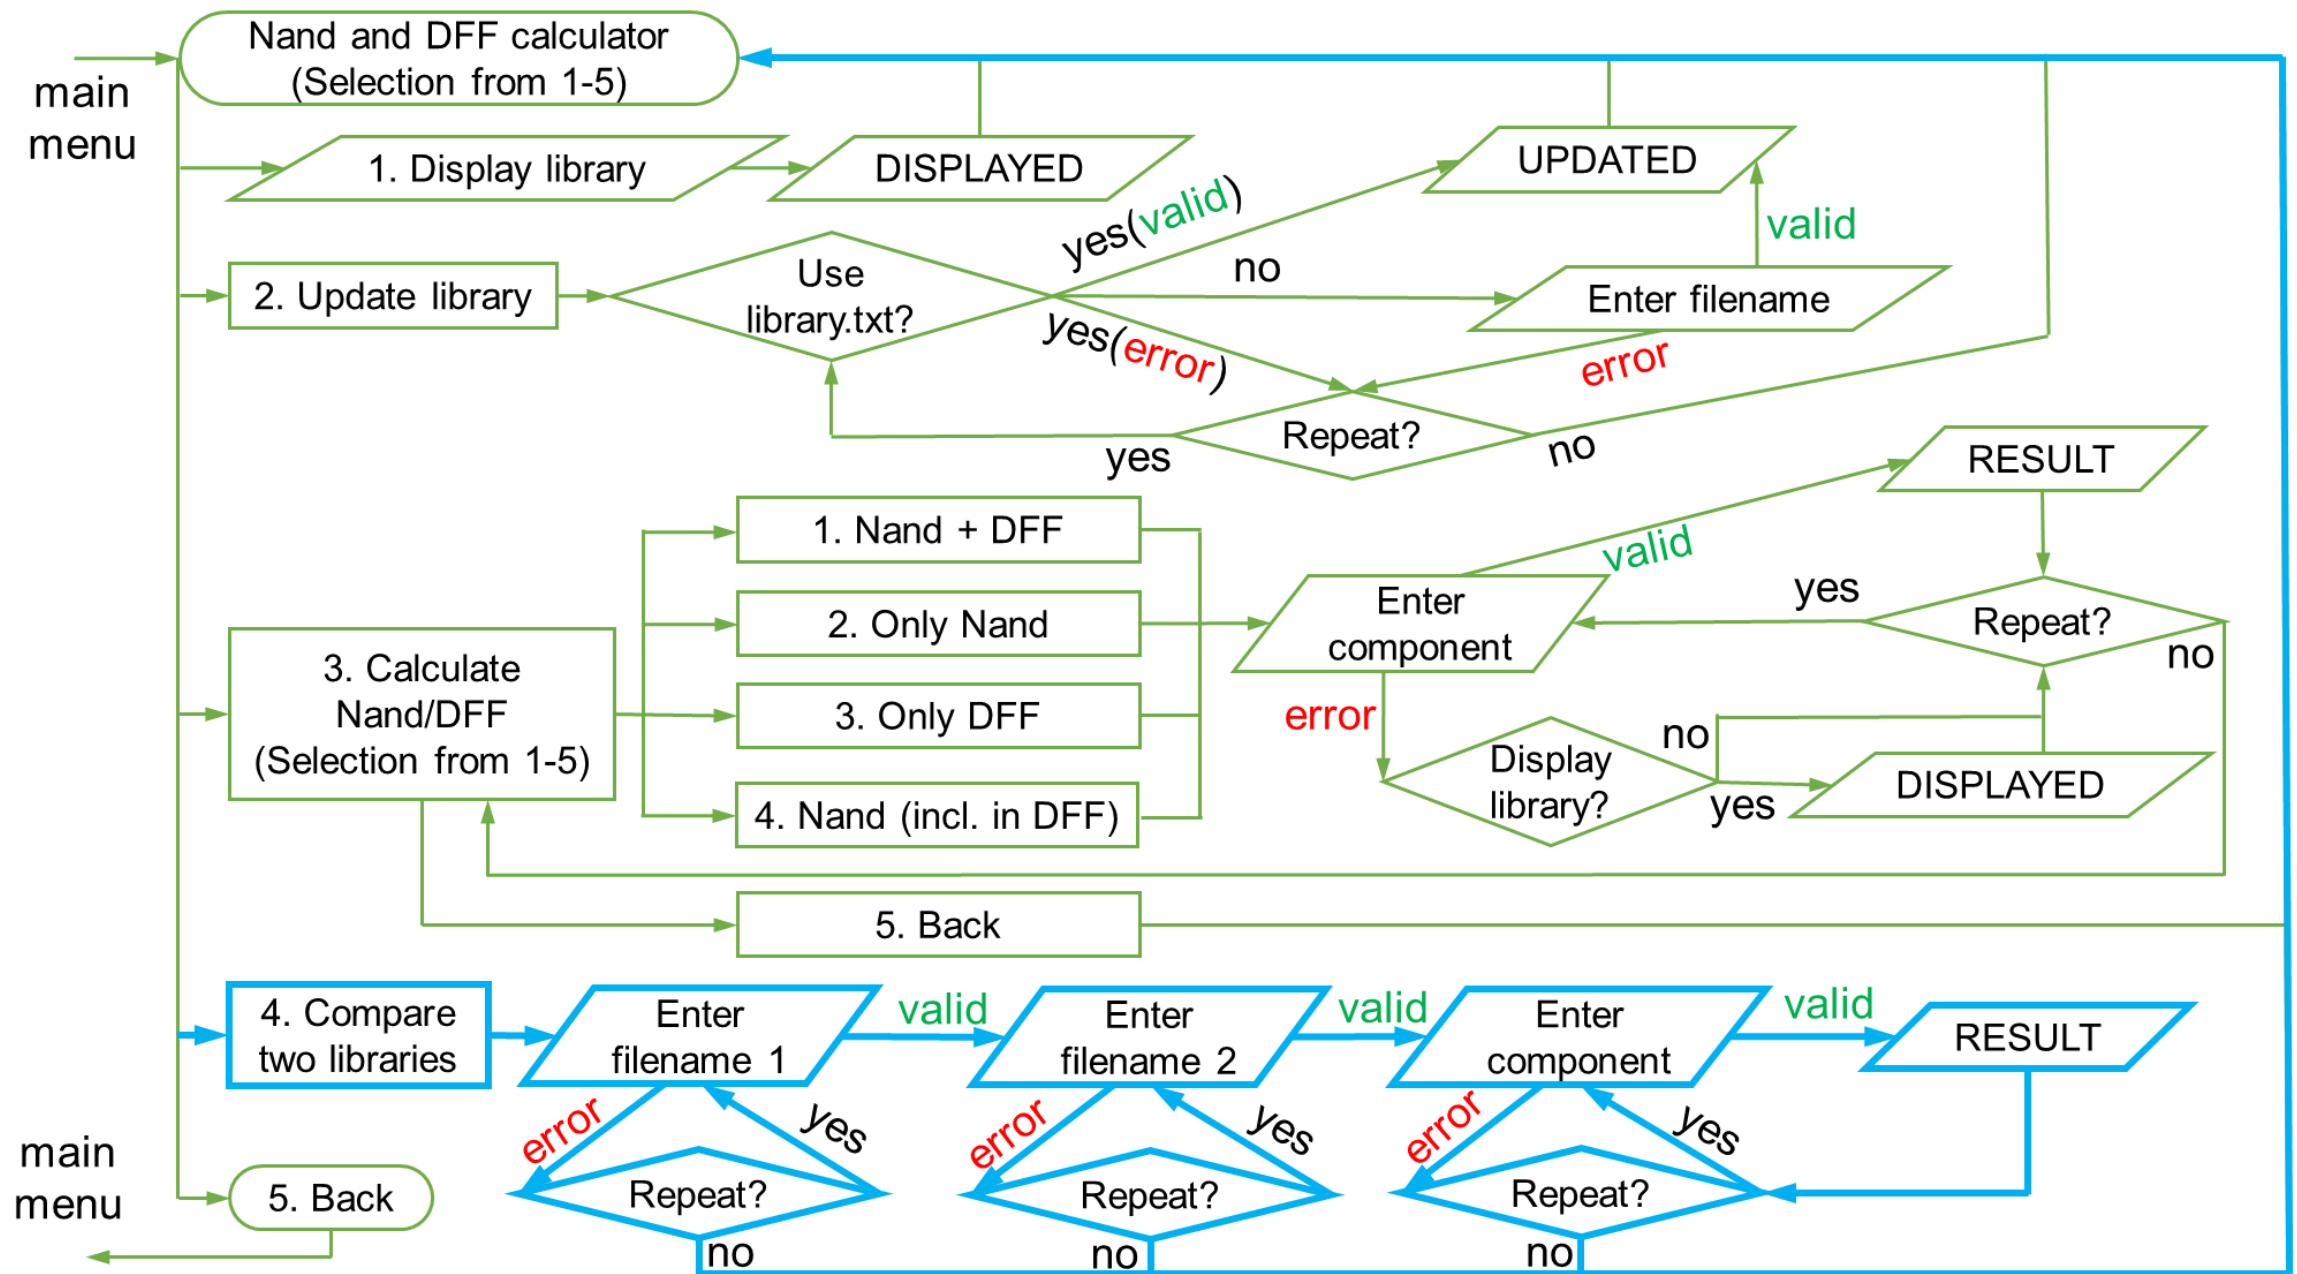 Nand and DFF calculator
(Selection from 1-5)
main
menu
1. Display library
DISPLAYED
UPDATED
yes(valid)
valid
no
2. Update library
Use
library.txt?
Enter filename
yes(error)
error
Repeat?
yes
no
RESULT
1. Nand + DFF
valid
2. Only Nand
Enter
component
yes
Repeat?
no
3. Calculate
Nand/DFF
(Selection from 1-5)
3. Only DFF
error
Display
library?
no
yes
DISPLAYED
4. Nand (incl. in DFF)
5. Back
4. Compare
two libraries
Enter
filename 1
valid
Enter
filename 2
valid
Enter
component
valid
RESULT
error
yes
error
yes
error
yes
main
menu
5. Back
Repeat?
Repeat?
Repeat?
no
no
no